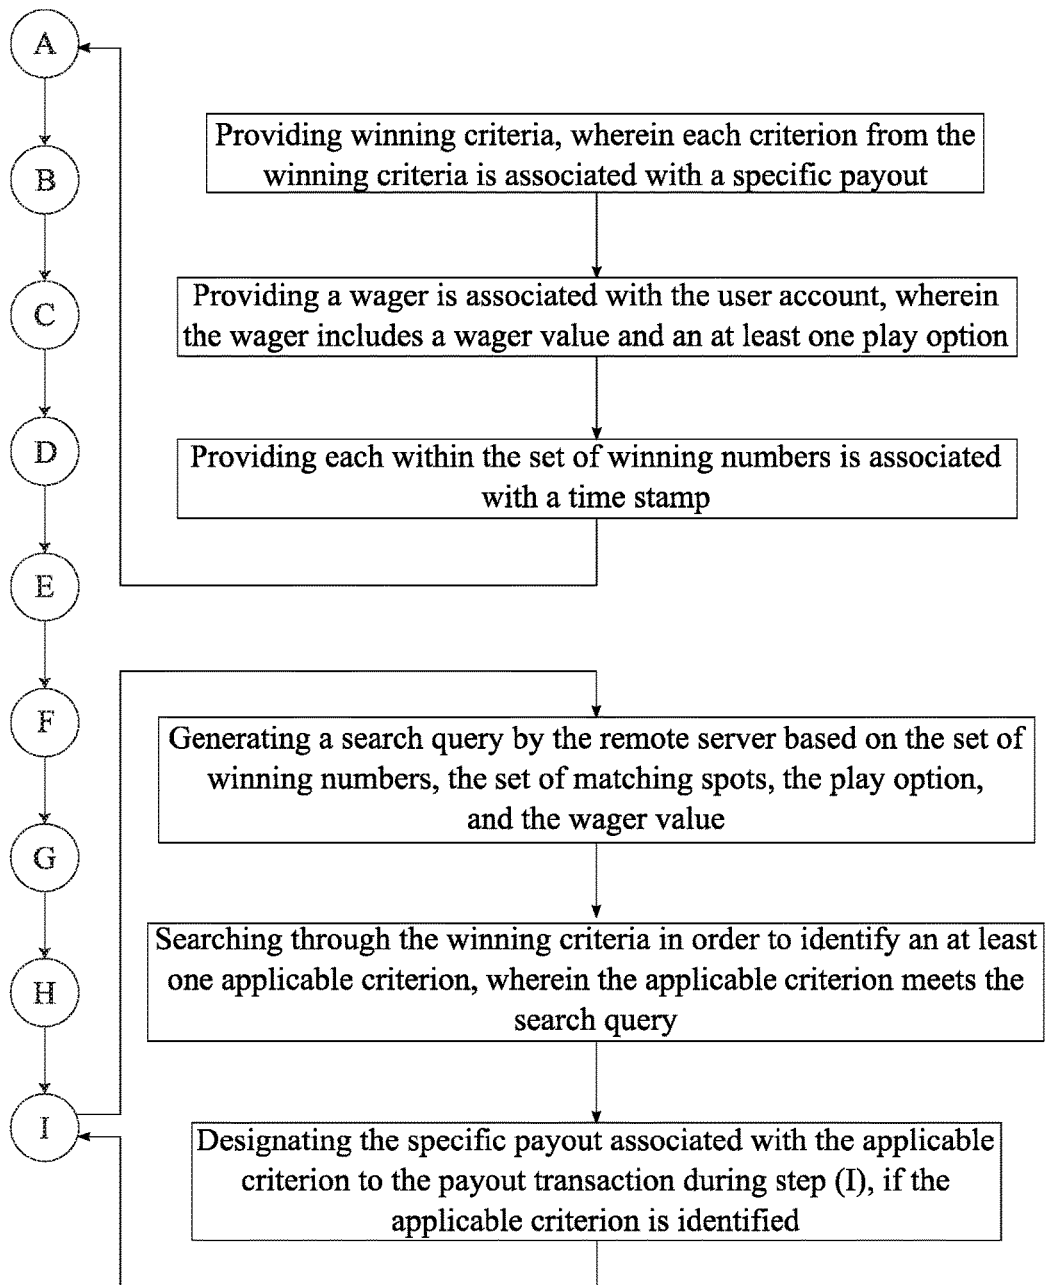 A
B
C
D
E
F
G
H
I
Providing winning criteria, wherein each criterion from the
winning criteria is associated with a specific payout
Providing a wager is associated with the user account, wherein
the wager includes a wager value and an at least one play option
Providing each within the set of winning numbers is associated
with a time stamp
Generating a search query by the remote server based on the set of
winning numbers, the set of matching spots, the play option,
and the wager value
Searching through the winning criteria in order to identify an at least
one applicable criterion, wherein the applicable criterion meets the
search query
Designating the specific payout associated with the applicable
criterion to the payout transaction during step (I), if the
applicable criterion is identified